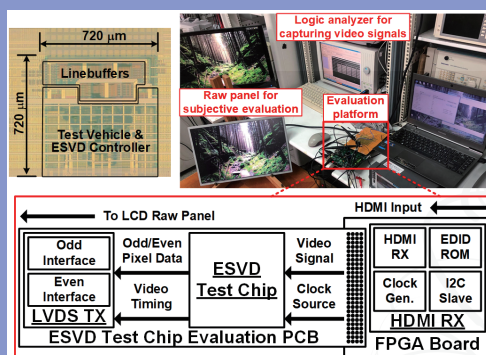 720 μm
720 μm
Linebuffers
Test Vehicle &
ESVD Controller
Logic analyzer for
capturing video signals
Raw panel for
subjective evaluation
Evaluation
platform
To LCD Raw Panel
HDMI Input
Odd
Interface
Even
Interface
LVDS TX
Odd/Even
Pixel Data
Video
Timing
ESVD
Test Chip
Video
Signal
Clock
Source
ESVD Test Chip Evaluation PCB
HDMI
RX
EDID
ROM
Clock
Gen.
I2C
Slave
HDMI RX
FPGA Board